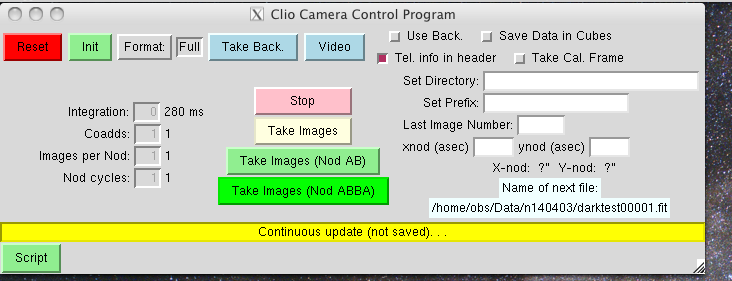 Clio Camera Control Program
Reset Init Format: Full Take Back. Video
Use Back. Save Data in Cubes
Tel. info in header Take Cal. Frame
Set Directory:
Set Prefix:
Last Image Number:
xnod (asec) ynod (asec)
X-nod: ?" Y-nod: ?"
Name of next file:
/home/obs/Data/n140403/darktest00001.fit
Integration: 0 280 ms
Coadds: 1 1
Images per Nod: 1 1
Nod cycles: 1 1
Stop
Take Images
Take Images (Nod AB)
Take Images (Nod ABBA)
Continuous update (not saved). . .
Script